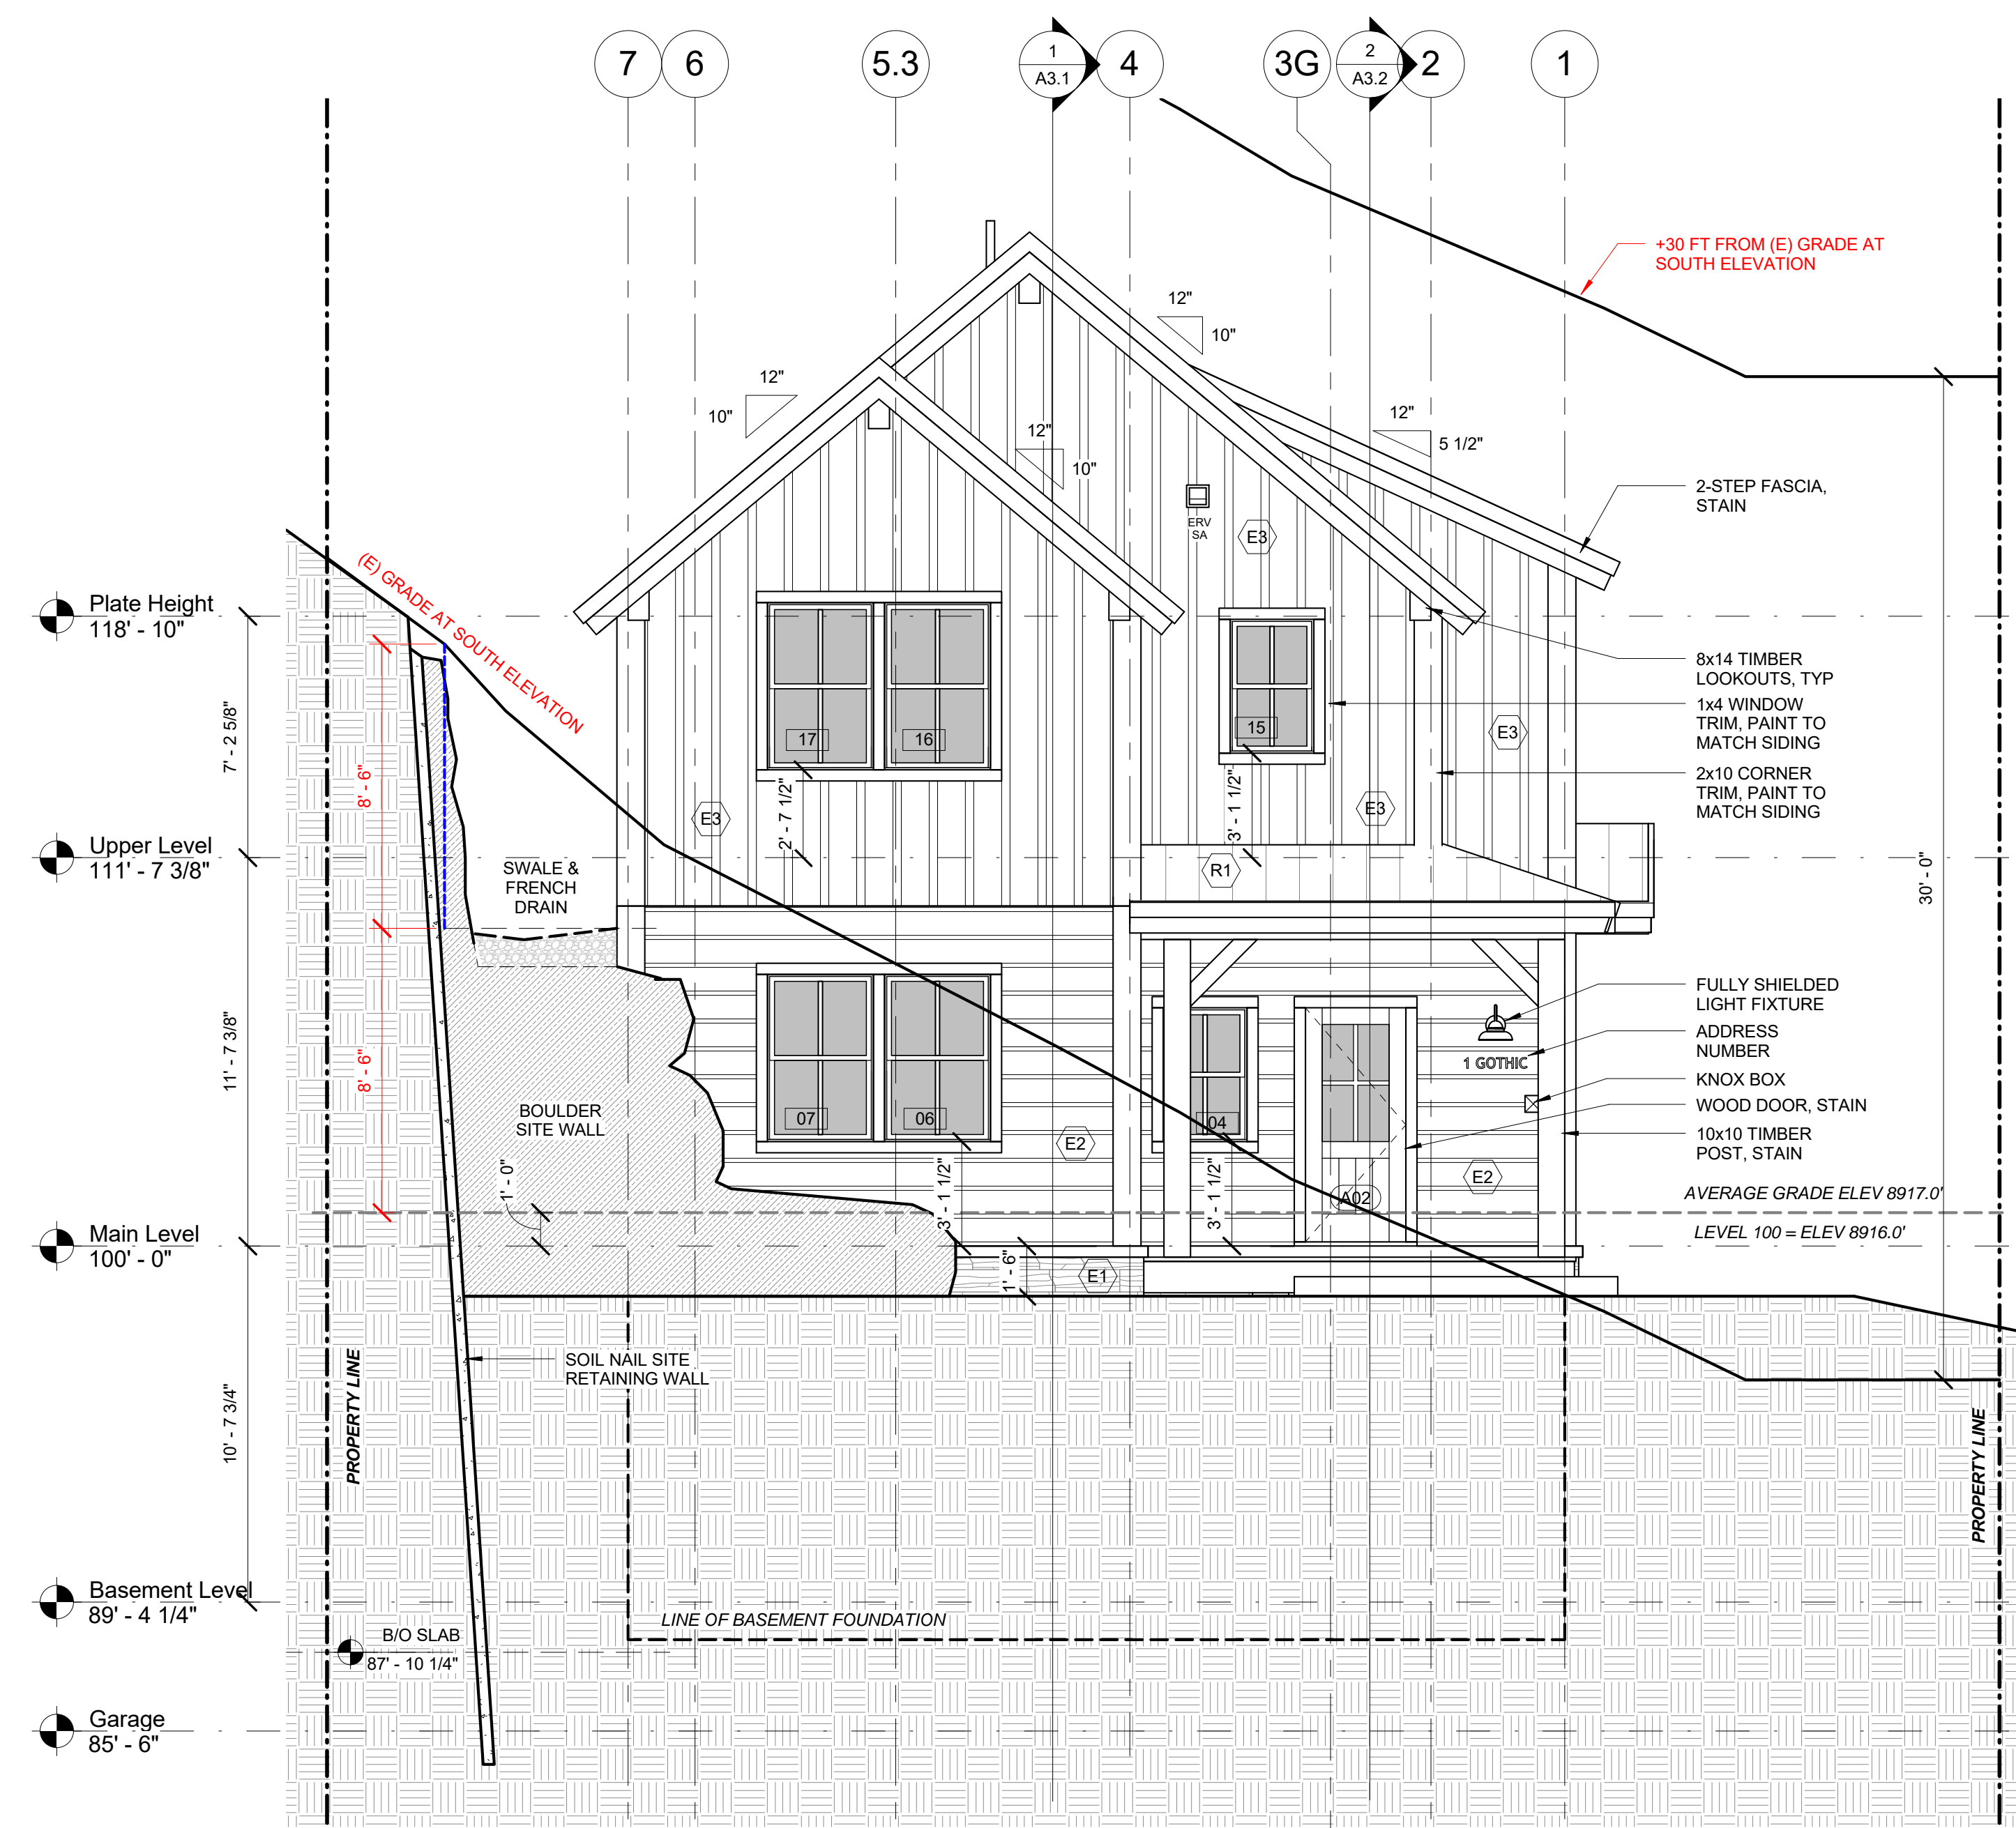 7
6
5.3
1
A3.1
4
3G
2
A3.2
2
1
+30 FT FROM (E) GRADE AT
SOUTH ELEVATION
12"
10"
12"
10"
12"
10"
12"
5 1/2"
2-STEP FASCIA,
STAIN
ERV
SA
E3
(E) GRADE AT SOUTH ELEVATION
Plate Height
118' - 10"
8x14 TIMBER
LOOKOUTS, TYP
1x4 WINDOW
TRIM, PAINT TO
MATCH SIDING
2x10 CORNER
TRIM, PAINT TO
MATCH SIDING
17
16
15
E3
7' - 2 5/8"
8' - 6"
E3
2' - 7 1/2"
3' - 1 1/2"
E3
Upper Level
111' - 7 3/8"
SWALE &
FRENCH
DRAIN
R1
30' - 0"
FULLY SHIELDED
LIGHT FIXTURE
ADDRESS
NUMBER
1 GOTHIC
KNOX BOX
WOOD DOOR, STAIN
10x10 TIMBER
POST, STAIN
11' - 7 3/8"
8' - 6"
BOULDER
SITE WALL
07
06
04
E2
E2
1' - 0"
3' - 1 1/2"
3' - 1 1/2"
A02
AVERAGE GRADE ELEV 8917.0'
LEVEL 100 = ELEV 8916.0'
Main Level
100' - 0"
1' - 6"
E1
SOIL NAIL SITE
RETAINING WALL
PROPERTY LINE
PROPERTY LINE
10' - 7 3/4"
Basement Level
89' - 4 1/4"
LINE OF BASEMENT FOUNDATION
B/O SLAB
87' - 10 1/4"
Garage
85' - 6"